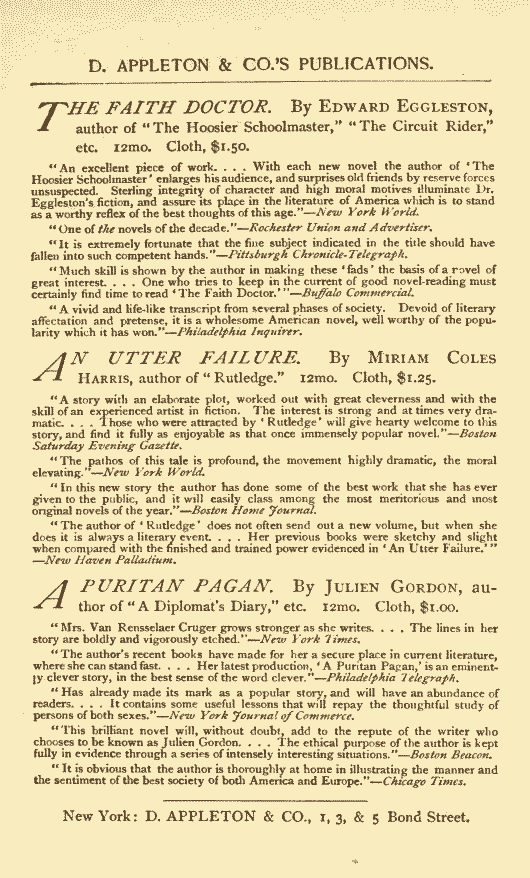 D. APPLETON & CO.'S PUBLICATIONS.
THE FAITH DOCTOR. By EDWARD EGGLESTON,
author of "The Hoosier Schoolmaster," "The Circuit Rider,"
etc. 12mo. Cloth, $1.50.
"An excellent piece of work. . . . With each new novel the author of 'The
Hoosier Schoolmaster' enlarges his audience, and surprises old friends by reserve forces
unsuspected. Sterling integrity of character and high moral motives illuminate Dr.
Eggleston's fiction, and assure its place in the literature of America which is to stand
as a worthy reflex of the best thoughts of this age."—New York World.
"One of the novels of the decade."—Rochester Union and Advertiser.
"It is extremely fortunate that the fine subject indicated in the title should have
fallen into such competent hands."—Pittsburgh Chronicle-Telegraph.
"Much skill is shown by the author in making these 'fads' the basis of a novel of
great interest. . . . One who tries to keep in the current of good novel-reading must
certainly find time to read 'The Faith Doctor.'"—Buffalo Commercial.
"A vivid and life-like transcript from several phases of society. Devoid of literary
affectation and pretense, it is a wholesome American novel, well worthy of the popu-
larity which it has won."—Philadelphia Inquirer.
AN UTTER FAILURE. By MIRIAM COLES
HARRIS, author of "Rutledge." 12mo. Cloth, $1.25.
"A story with an elaborate plot, worked out with great cleverness and with the
skill of an experienced artist in fiction. The interest is strong and at times very dra-
matic. . . . Those who were attracted by 'Rutledge' will give hearty welcome to this
story, and find it fully as enjoyable as that once immensely popular novel."—Boston
Saturday Evening Gazette.
"The pathos of this tale is profound, the movement highly dramatic, the moral
elevating."—New York World.
"In this new story the author has done some of the best work that she has ever
given to the public, and it will easily class among the most meritorious and most
original novels of the year."—Boston Home Journal.
"The author of 'Rutledge' does not often send out a new volume, but when she
does it is always a literary event. . . . Her previous books were sketchy and slight
when compared with the finished and trained power evidenced in 'An Utter Failure.'"
—New Haven Palladium.
A PURITAN PAGAN. By JULIEN GORDON, au-
thor of "A Diplomat's Diary," etc. 12mo. Cloth, $1.00.
"Mrs. Van Rensselaer Cruger grows stronger as she writes. . . . The lines in her
story are boldly and vigorously etched."—New York Times.
"The author's recent books have made for her a secure place in current literature,
where she can stand fast. . . . Her latest production, 'A Puritan Pagan,' is an eminent-
ly clever story, in the best sense of the word clever."—Philadelphia Telegraph.
"Has already made its mark as a popular story, and will have an abundance of
readers. . . . It contains some useful lessons that will repay the thoughtful study of
persons of both sexes."—New York Journal of Commerce.
"This brilliant novel will, without doubt, add to the repute of the writer who
chooses to be known as Julien Gordon. . . . The ethical purpose of the author is kept
fully in evidence through a series of intensely interesting situations."—Boston Beacon.
"It is obvious that the author is thoroughly at home in illustrating the manner and
the sentiment of the best society of both America and Europe."—Chicago Times.
New York: D. APPLETON & CO., 1, 3, & 5 Bond Street.